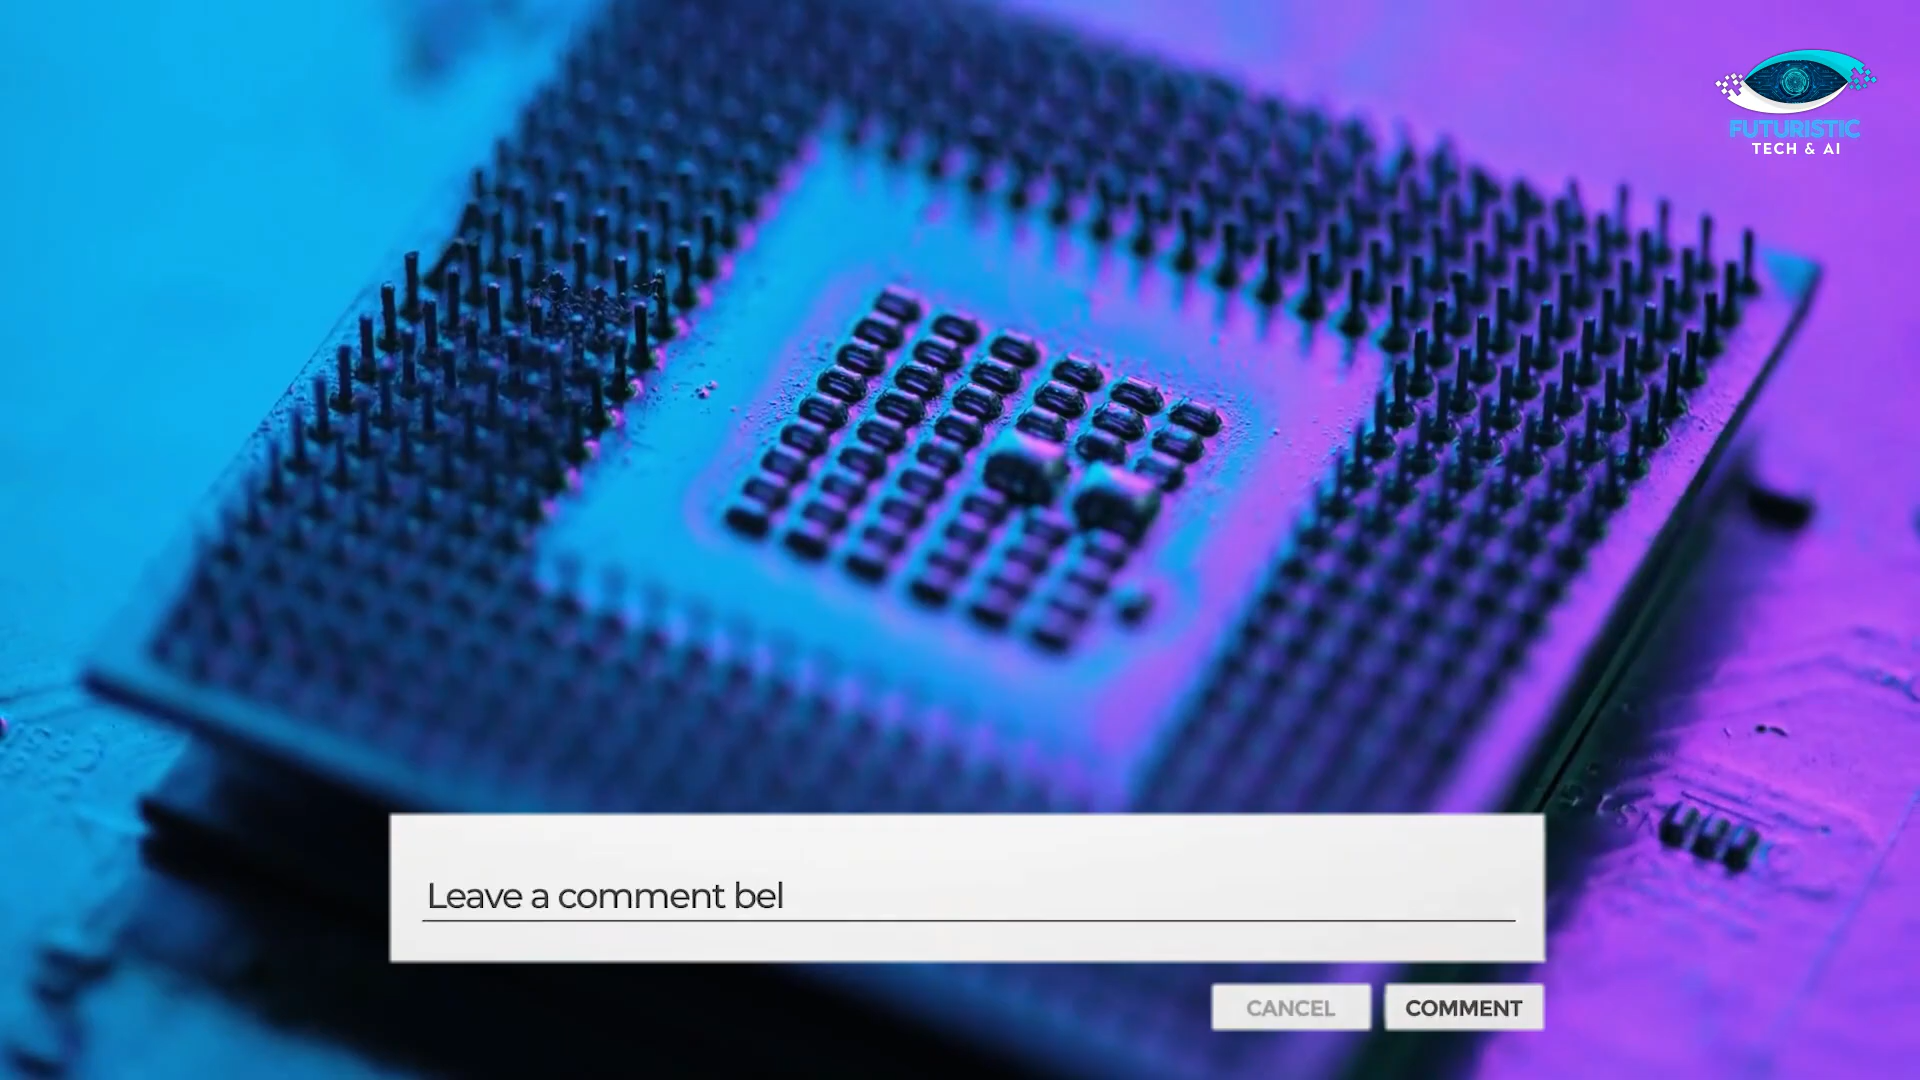 FUTURISTIC
TECH & AI
Leave a comment bel
CANCEL
COMMENT